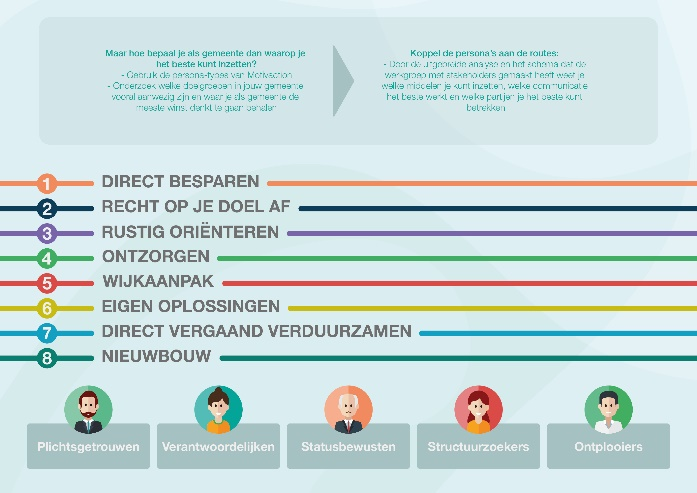 Maar hoe bepaal je als gemeente dan waarop je
het beste kunt inzetten?
- Gebruik de persona-types van Motivaction
- Onderzoek welke doelgroepen in jouw gemeente
vooral aanwezig zijn en waar je als gemeente de
meeste winst denkt te gaan behalen
Koppel de persona's aan de routes:
- Door de uitgebreide analyse en het schema dat de
werkgroep met stakeholders gemaakt heeft weet je
welke middelen je kunt inzetten, welke communicatie
het beste werkt en welke partijen je het beste kunt
betrekken
1 DIRECT BESPAREN
2 RECHT OP JE DOEL AF
3 RUSTIG ORIËNTEREN
4 ONTZORGEN
5 WIJKAANPAK
6 EIGEN OPLOSSINGEN
7 DIRECT VERGAAND VERDUURZAMEN
8 NIEUWBOUW
Plichtsgetrouwen
Verantwoordelijken
Statusbewusten
Structuurzoekers
Ontplooiers